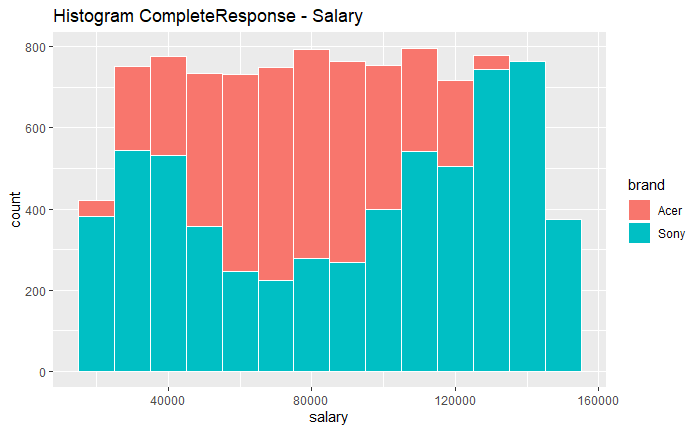 Histogram CompleteResponse - Salary
800
600
400
200
0
count
40000 80000 120000 160000
salary
brand
Acer
Sony